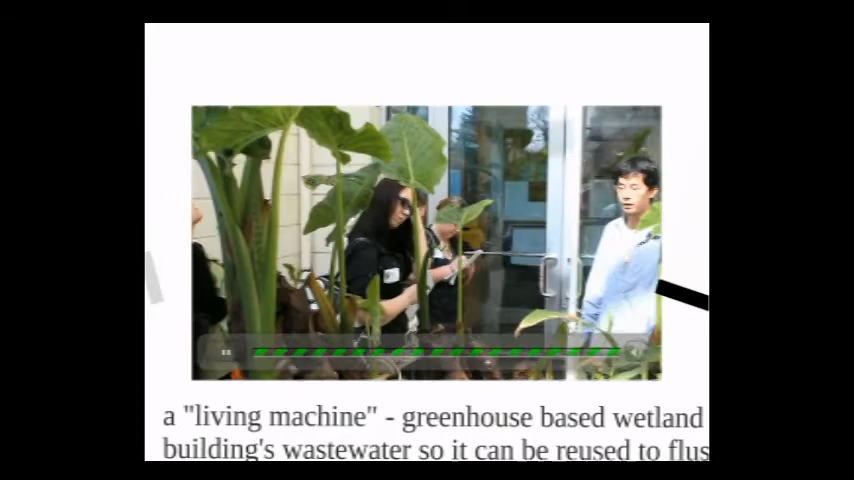 a "living machine" - greenhouse based wetland
building's wastewater so it can be reused to flus